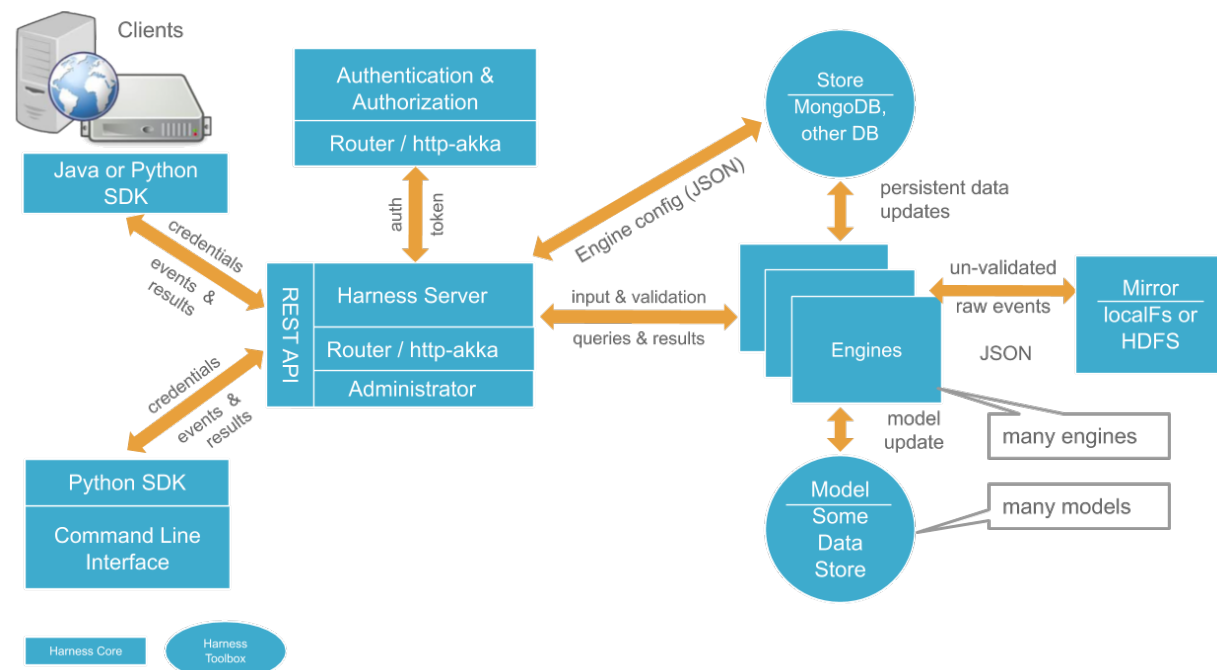 Clients
Java or Python
SDK
Authentication &
Authorization
Router / http-akka
Store
MongoDB,
other DB
credentials
events &
results
auth
token
Engine config (JSON)
persistent data
updates
REST API
Harness Server
Router / http-akka
Administrator
input & validation
queries & results
Engines
un-validated
raw events
JSON
Mirror
localFs or
HDFS
credentials
events &
results
model
update
many engines
Python SDK
Command Line
Interface
Model
Some
Data
Store
many models
Harness Core
Harness
Toolbox